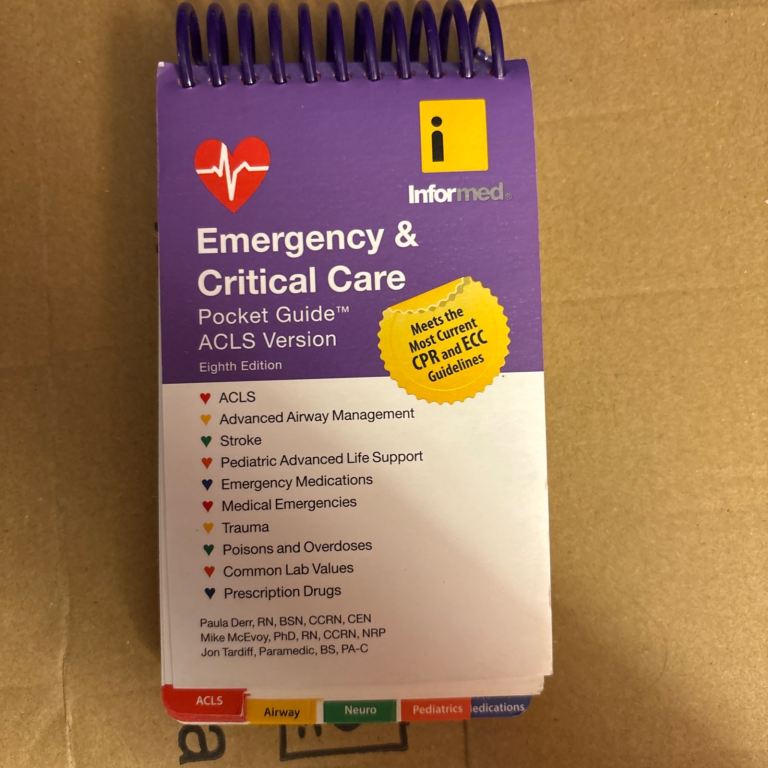 i
Informed®
Emergency &
Critical Care
Pocket Guide™
ACLS Version
Eighth Edition
Meets the
Most Current
CPR and ECC
Guidelines
ACLS
Advanced Airway Management
Stroke
Pediatric Advanced Life Support
Emergency Medications
Medical Emergencies
Trauma
Poisons and Overdoses
Common Lab Values
Prescription Drugs
Paula Derr, RN, BSN, CCRN, CEN
Mike McEvoy, PhD, RN, CCRN, NRP
Jon Tardiff, Paramedic, BS, PA-C
ACLS
Airway
Neuro
Pediatrics
edications
a